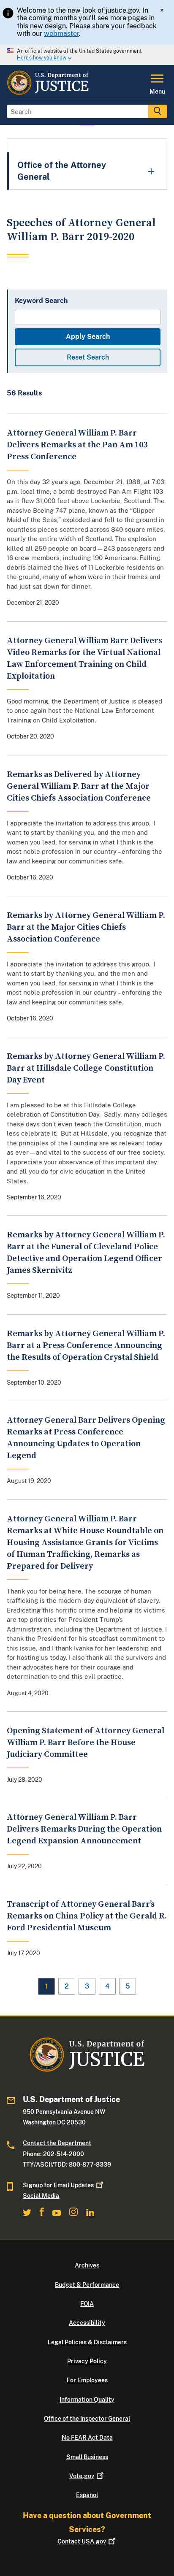 Welcome to the new look of justice.gov. In
the coming months you'll see more pages in
this new design. Please share your feedback
with our webmaster.
×
An official website of the United States government
Here's how you know
U.S. Department of
JUSTICE
Menu
Search
Office of the Attorney
General
+
Speeches of Attorney General
William P. Barr 2019-2020
Keyword Search
Apply Search
Reset Search
56 Results
Attorney General William P. Barr
Delivers Remarks at the Pan Am 103
Press Conference
On this day 32 years ago, December 21, 1988, at 7:03
p.m, local time, a bomb destroyed Pan Am Flight 103
as it flew 31,000 feet above Lockerbie, Scotland. The
massive Boeing 747 plane, known as the "Clipper
Maid of the Seas," exploded and fell to the ground in
countless pieces scattered across 840 square miles,
nearly the entire width of Scotland. The explosion
killed all 259 people on board—243 passengers and 16
crew members, including 190 Americans. Falling
debris claimed the lives of 11 Lockerbie residents on
the ground, many of whom were in their homes and
had just sat down for dinner.
December 21, 2020
Attorney General William Barr Delivers
Video Remarks for the Virtual National
Law Enforcement Training on Child
Exploitation
Good morning, the Department of Justice is pleased
to once again host the National Law Enforcement
Training on Child Exploitation.
October 20, 2020
Remarks as Delivered by Attorney
General William P. Barr at the Major
Cities Chiefs Association Conference
I appreciate the invitation to address this group. I
want to start by thanking you, and the men and
women you lead, for serving in what I think is the
most noble profession in our country—enforcing the
law and keeping our communities safe.
October 16, 2020
Remarks by Attorney General William P.
Barr at the Major Cities Chiefs
Association Conference
I appreciate the invitation to address this group. I
want to start by thanking you, and the men and
women you lead, for serving in what I think is the
most noble profession in our country—enforcing the
law and keeping our communities safe.
October 16, 2020
Remarks by Attorney General William P.
Barr at Hillsdale College Constitution
Day Event
I am pleased to be at this Hillsdale College
celebration of Constitution Day. Sadly, many colleges
these days don't even teach the Constitution, much
less celebrate it. But at Hillsdale, you recognize that
the principles of the Founding are as relevant today
as ever—and vital to the success of our free society. I
appreciate your observance of this important day
and all you do for civic education in the United
States.
September 16, 2020
Remarks by Attorney General William P.
Barr at the Funeral of Cleveland Police
Detective and Operation Legend Officer
James Skernivitz
September 11, 2020
Remarks by Attorney General William P.
Barr at a Press Conference Announcing
the Results of Operation Crystal Shield
September 10, 2020
Attorney General Barr Delivers Opening
Remarks at Press Conference
Announcing Updates to Operation
Legend
August 19, 2020
Attorney General William P. Barr
Remarks at White House Roundtable on
Housing Assistance Grants for Victims
of Human Trafficking, Remarks as
Prepared for Delivery
Thank you for being here. The scourge of human
trafficking is the modern-day equivalent of slavery.
Eradicating this horrific crime and helping its victims
are top priorities for President Trump's
Administration, including the Department of Justice. I
thank the President for his steadfast commitment to
this issue, and Ivanka for her leadership and
for hosting us today. I also thank all the survivors and
their advocates here for their courage and
determination to end this evil practice.
August 4, 2020
Opening Statement of Attorney General
William P. Barr Before the House
Judiciary Committee
July 28, 2020
Attorney General William P. Barr
Delivers Remarks During the Operation
Legend Expansion Announcement
July 22, 2020
Transcript of Attorney General Barr's
Remarks on China Policy at the Gerald R.
Ford Presidential Museum
July 17, 2020
1 2 3 4 5
U.S. Department of
JUSTICE
U.S. Department of Justice
950 Pennsylvania Avenue NW
Washington DC 20530
Contact the Department
Phone: 202-514-2000
TTY/ASCII/TDD: 800-877-8339
Signup for Email Updates
Social Media
Archives
Budget & Performance
FOIA
Accessibility
Legal Policies & Disclaimers
Privacy Policy
For Employees
Information Quality
Office of the Inspector General
No FEAR Act Data
Small Business
Vote.gov
Español
Have a question about Government
Services?
Contact USA.gov